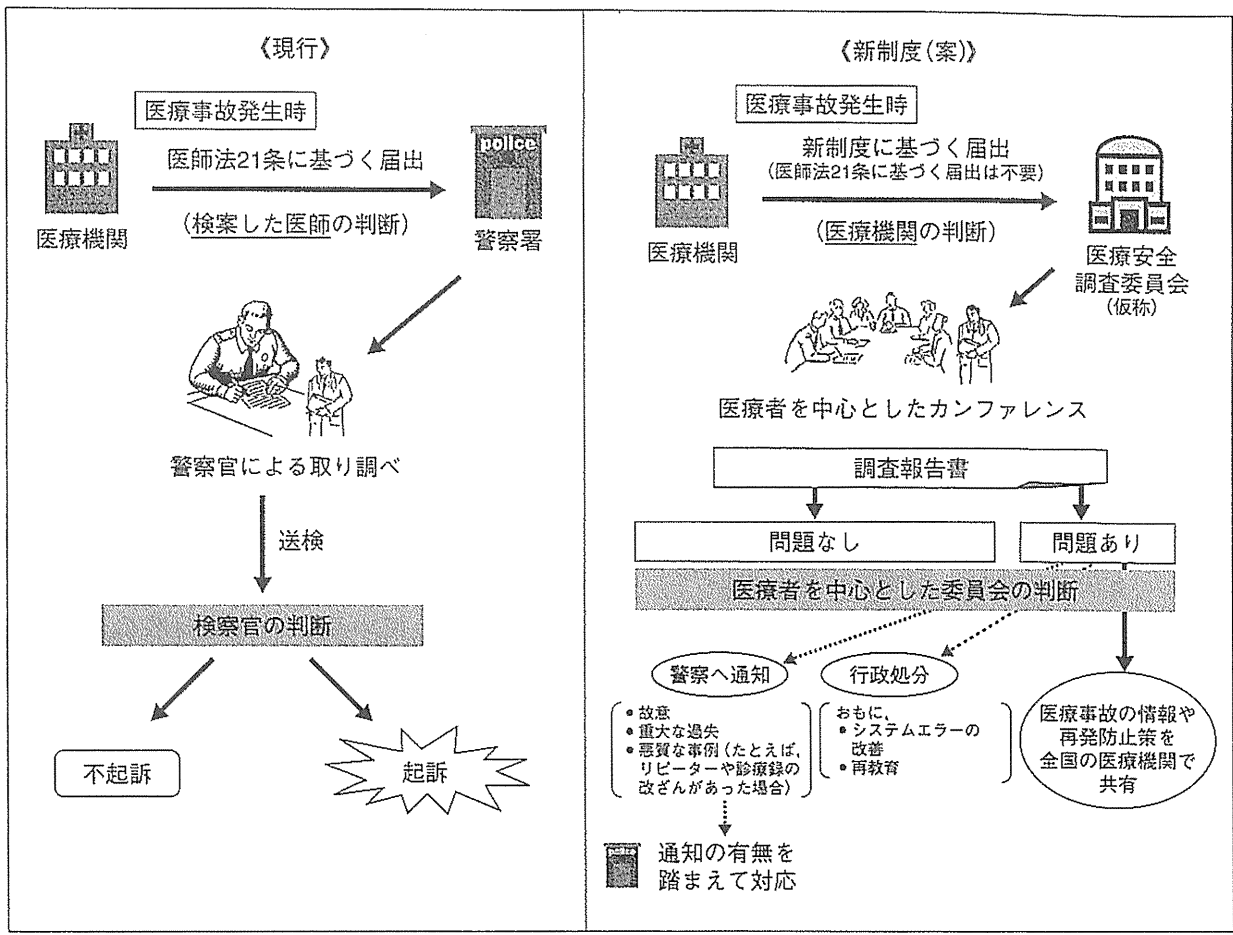 《現行》
医療事故発生時
police
医師法21条に基づく届出
(検案した医師の判断)
医療機関
警察署
警察官による取り調べ
送検
検察官の判断
不起訴
起訴
《新制度(案)》
医療事故発生時
新制度に基づく届出
(医師法21条に基づく届出は不要)
(医療機関の判断)
医療機関
医療安全
調査委員会
(仮称)
医療者を中心としたカンファレンス
調査報告書
問題なし
問題あり
医療者を中心とした委員会の判断
警察へ通知
• 故意
• 重大な過失
• 悪質な事例(たとえば,
リピーターや診療録の
改ざんがあった場合)
通知の有無を
踏まえて対応
行政処分
おもに,
• システムエラーの
改善
• 再教育
医療事故の情報や
再発防止策を
全国の医療機関で
共有